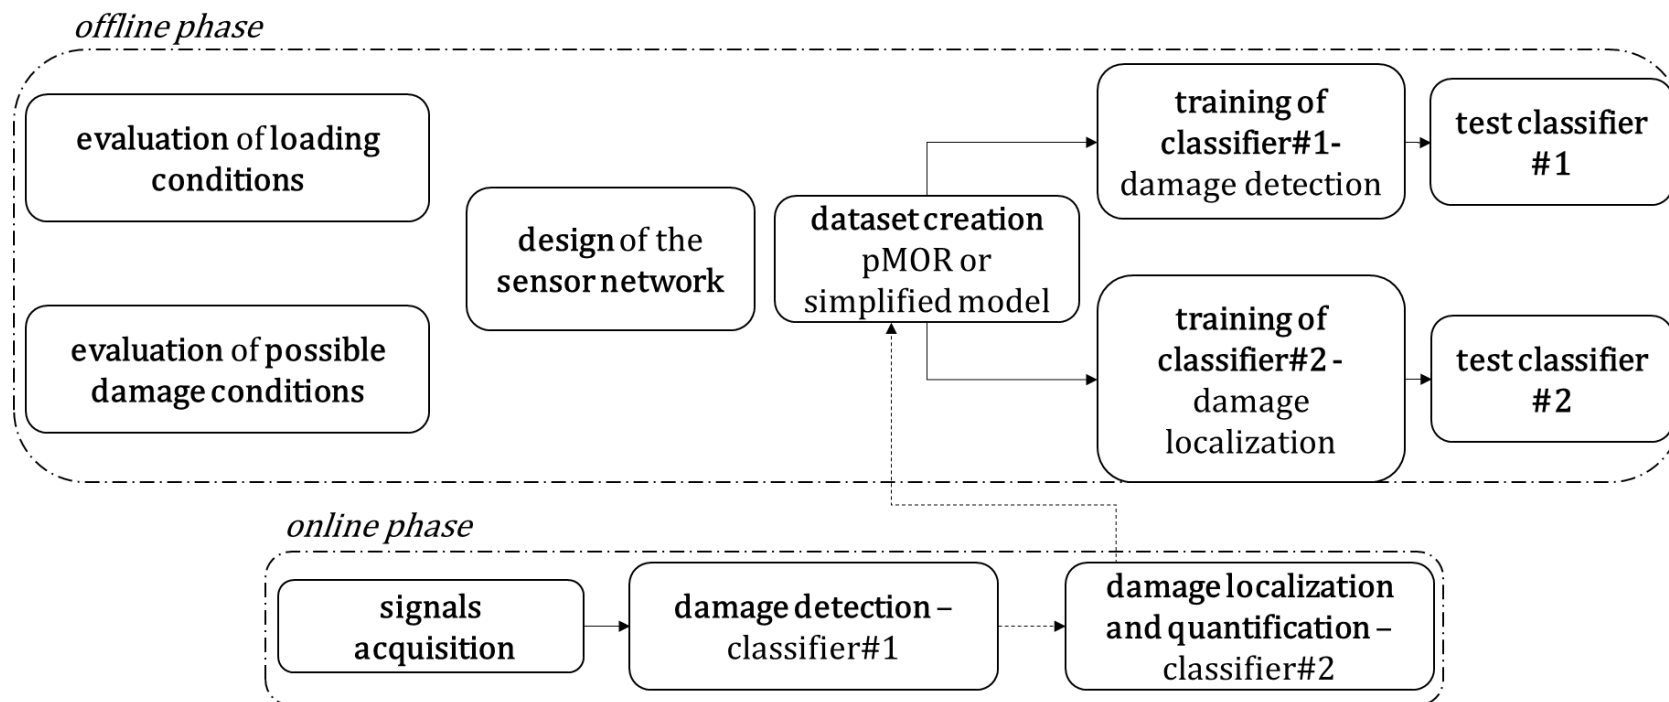 offline phase
evaluation of loading
conditions
evaluation of possible
damage conditions
design of the
sensor network
dataset creation
pMOR or
simplified model
training of
classifier#1-
damage detection
test classifier
#1
training of
classifier#2 -
damage
localization
test classifier
#2
online phase
signals
acquisition
damage detection –
classifier#1
damage localization
and quantification –
classifier#2